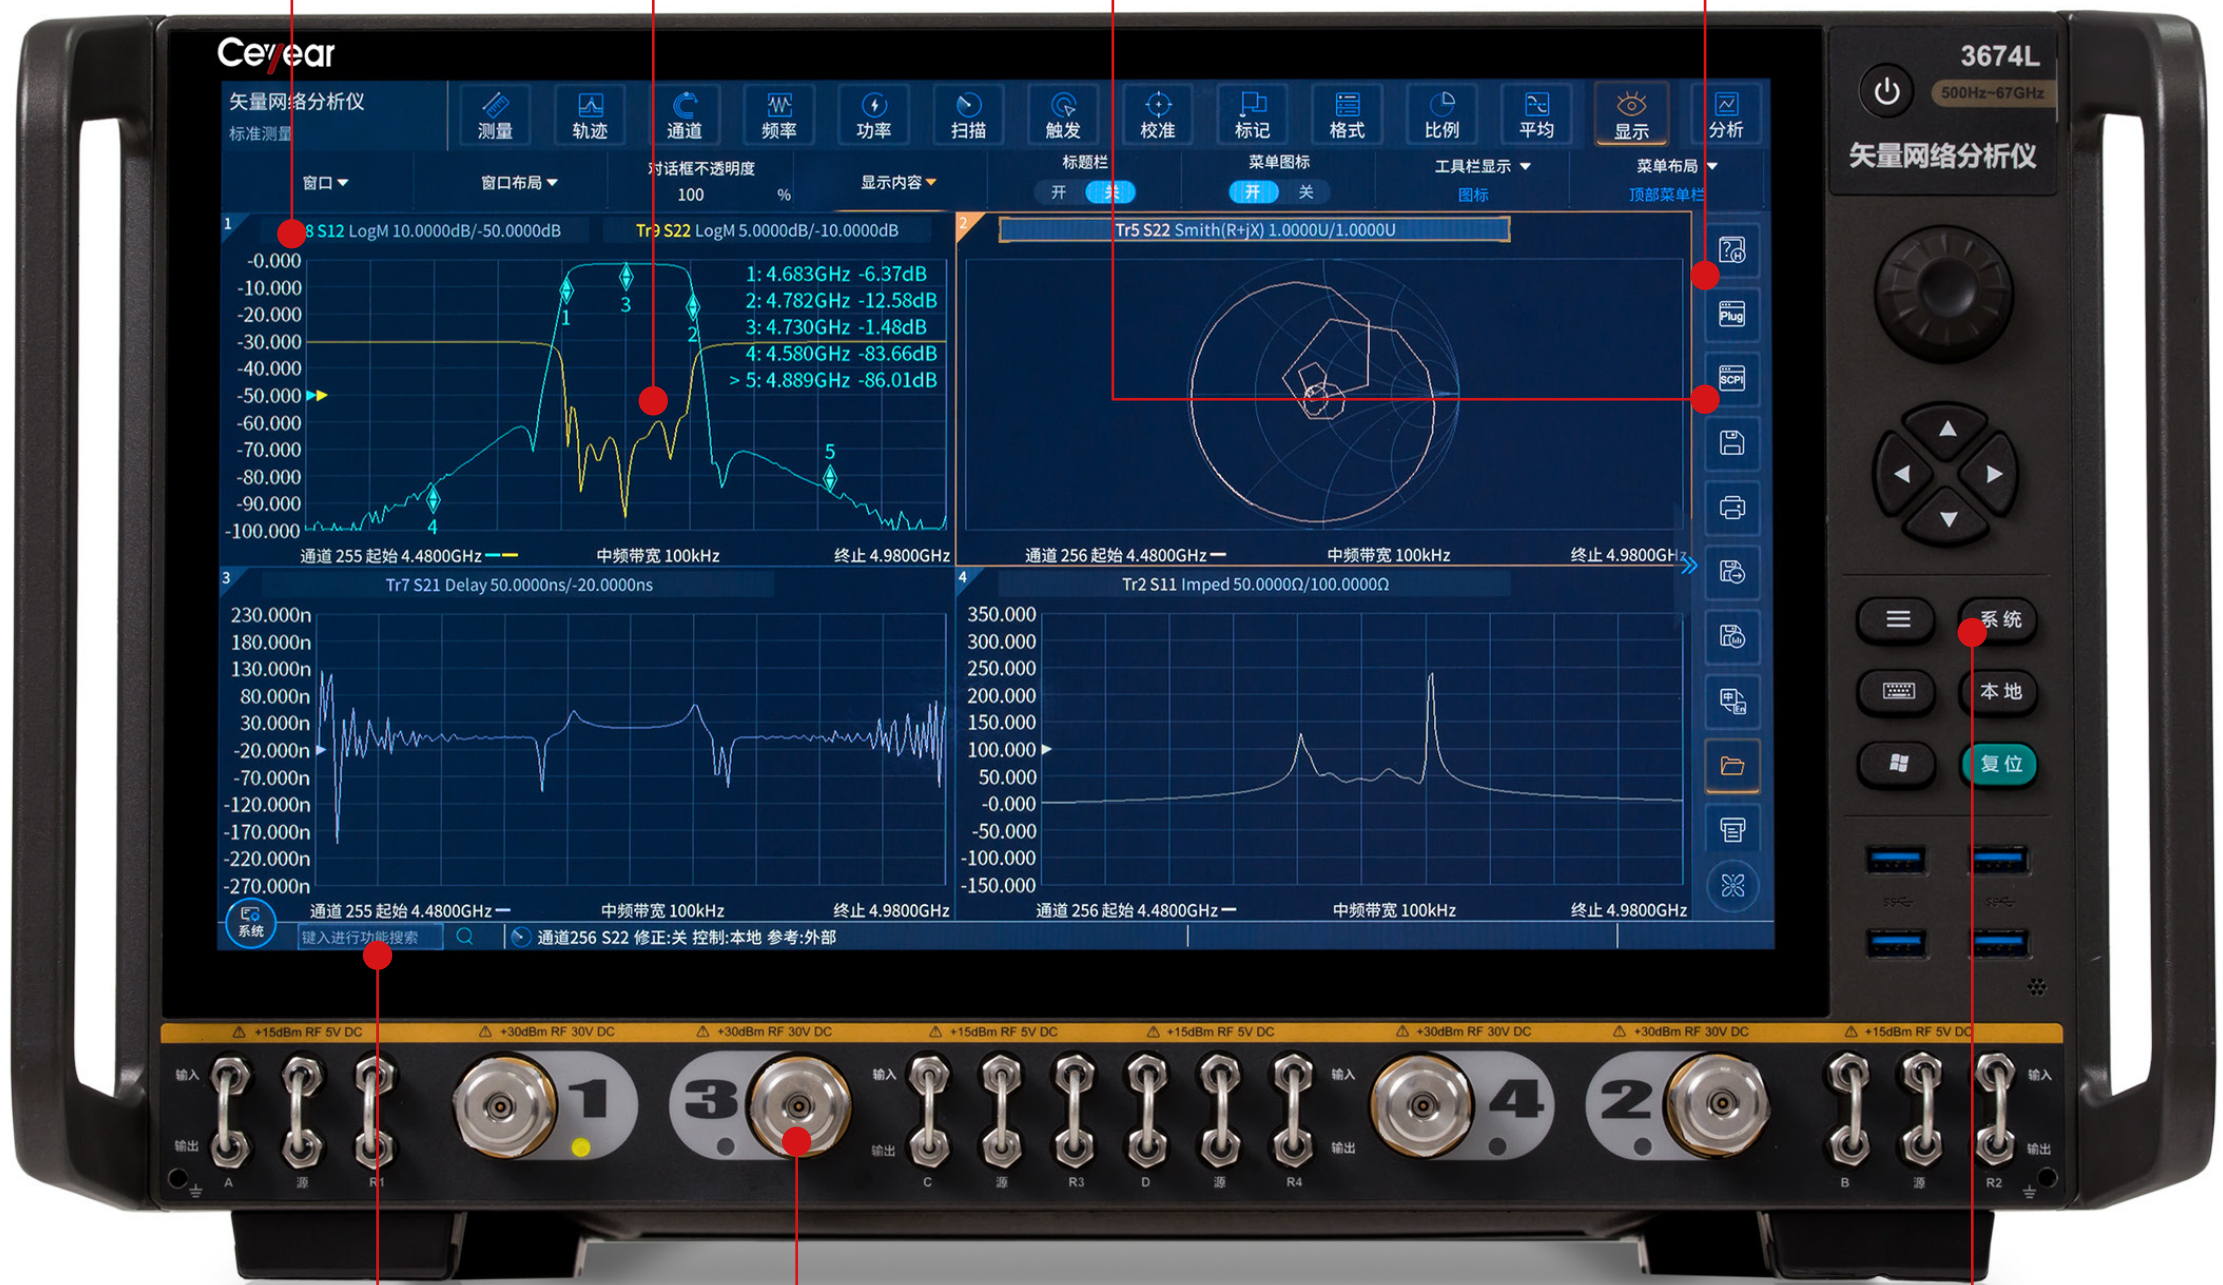 Ceyear
3674L
500Hz~67GHz
矢量网络分析仪
矢量网络分析仪
标准测量
测量 轨迹 通道 频率 功率 扫描 触发 校准 标记 格式 比例 平均 显示 分析
窗口
窗口布局
对话框不透明度
100 %
显示内容
标题栏
开 关
菜单图标
开 关
工具栏显示
图标
菜单布局
顶部菜单栏
1
8 S12 LogM 10.0000dB/-50.0000dB
Tr9 S22 LogM 5.0000dB/-10.0000dB
-0.000
-10.000
-20.000
-30.000
-40.000
-50.000
-60.000
-70.000
-80.000
-90.000
-100.000
1: 4.683GHz -6.37dB
2: 4.782GHz -12.58dB
3: 4.730GHz -1.48dB
4: 4.580GHz -83.66dB
> 5: 4.889GHz -86.01dB
1
3
2
5
4
通道 255 起始 4.4800GHz
中频带宽 100kHz
终止 4.9800GHz
2
Tr5 S22 Smith(R+jX) 1.0000U/1.0000U
通道 256 起始 4.4800GHz
中频带宽 100kHz
终止 4.9800GHz
3
Tr7 S21 Delay 50.0000ns/-20.0000ns
230.000n
180.000n
130.000n
80.000n
30.000n
-20.000n
-70.000n
-120.000n
-170.000n
-220.000n
-270.000n
通道 255 起始 4.4800GHz
中频带宽 100kHz
终止 4.9800GHz
4
Tr2 S11 Imped 50.0000Ω/100.0000Ω
350.000
300.000
250.000
200.000
150.000
100.000
50.000
-0.000
-50.000
-100.000
-150.000
通道 256 起始 4.4800GHz
中频带宽 100kHz
终止 4.9800GHz
?
H
Plug
SCPI
中
En
系统
键入进行功能搜索
通道256 S22 修正:关 控制:本地 参考:外部
系统
本地
复位
+15dBm RF 5V DC
+30dBm RF 30V DC
+30dBm RF 30V DC
+15dBm RF 5V DC
+15dBm RF 5V DC
+30dBm RF 30V DC
+30dBm RF 30V DC
+15dBm RF 5V DC
输入 输入 输入 输入
1 3 4 2
输出 输出 输出 输出
A 源 R1 C 源 R3 D 源 R4 B 源 R2